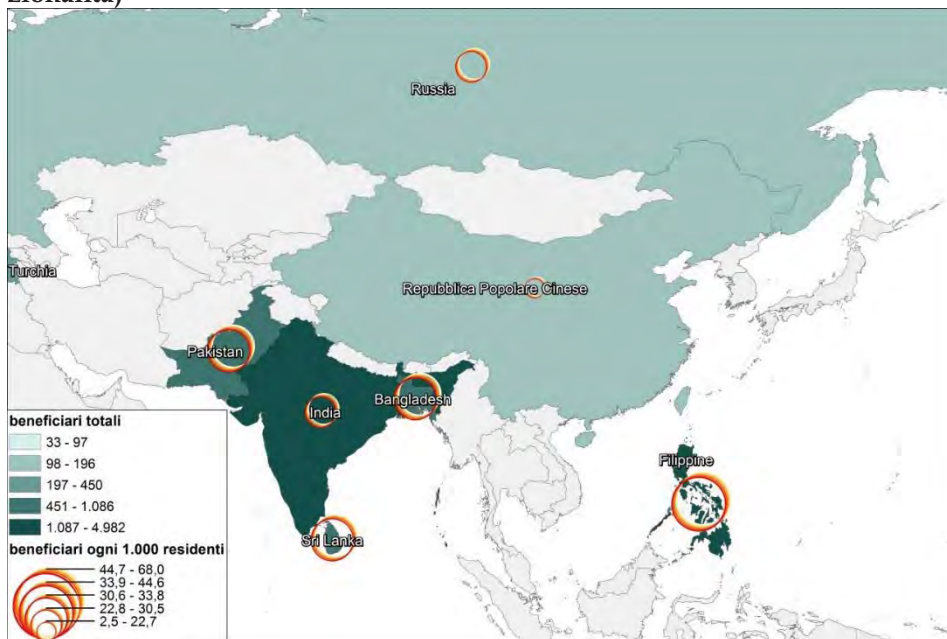 zionalità)
Russia
Turchia
Repubblica Popolare Cinese
Pakistan
India
Bangladesh
Filippine
Sri Lanka
beneficiari totali
33 - 97
98 - 196
197 - 450
451 - 1.086
1.087 - 4.982
beneficiari ogni 1.000 residenti
44,7 - 68,0
33,9 - 44,6
30,6 - 33,8
22,8 - 30,5
2,5 - 22,7